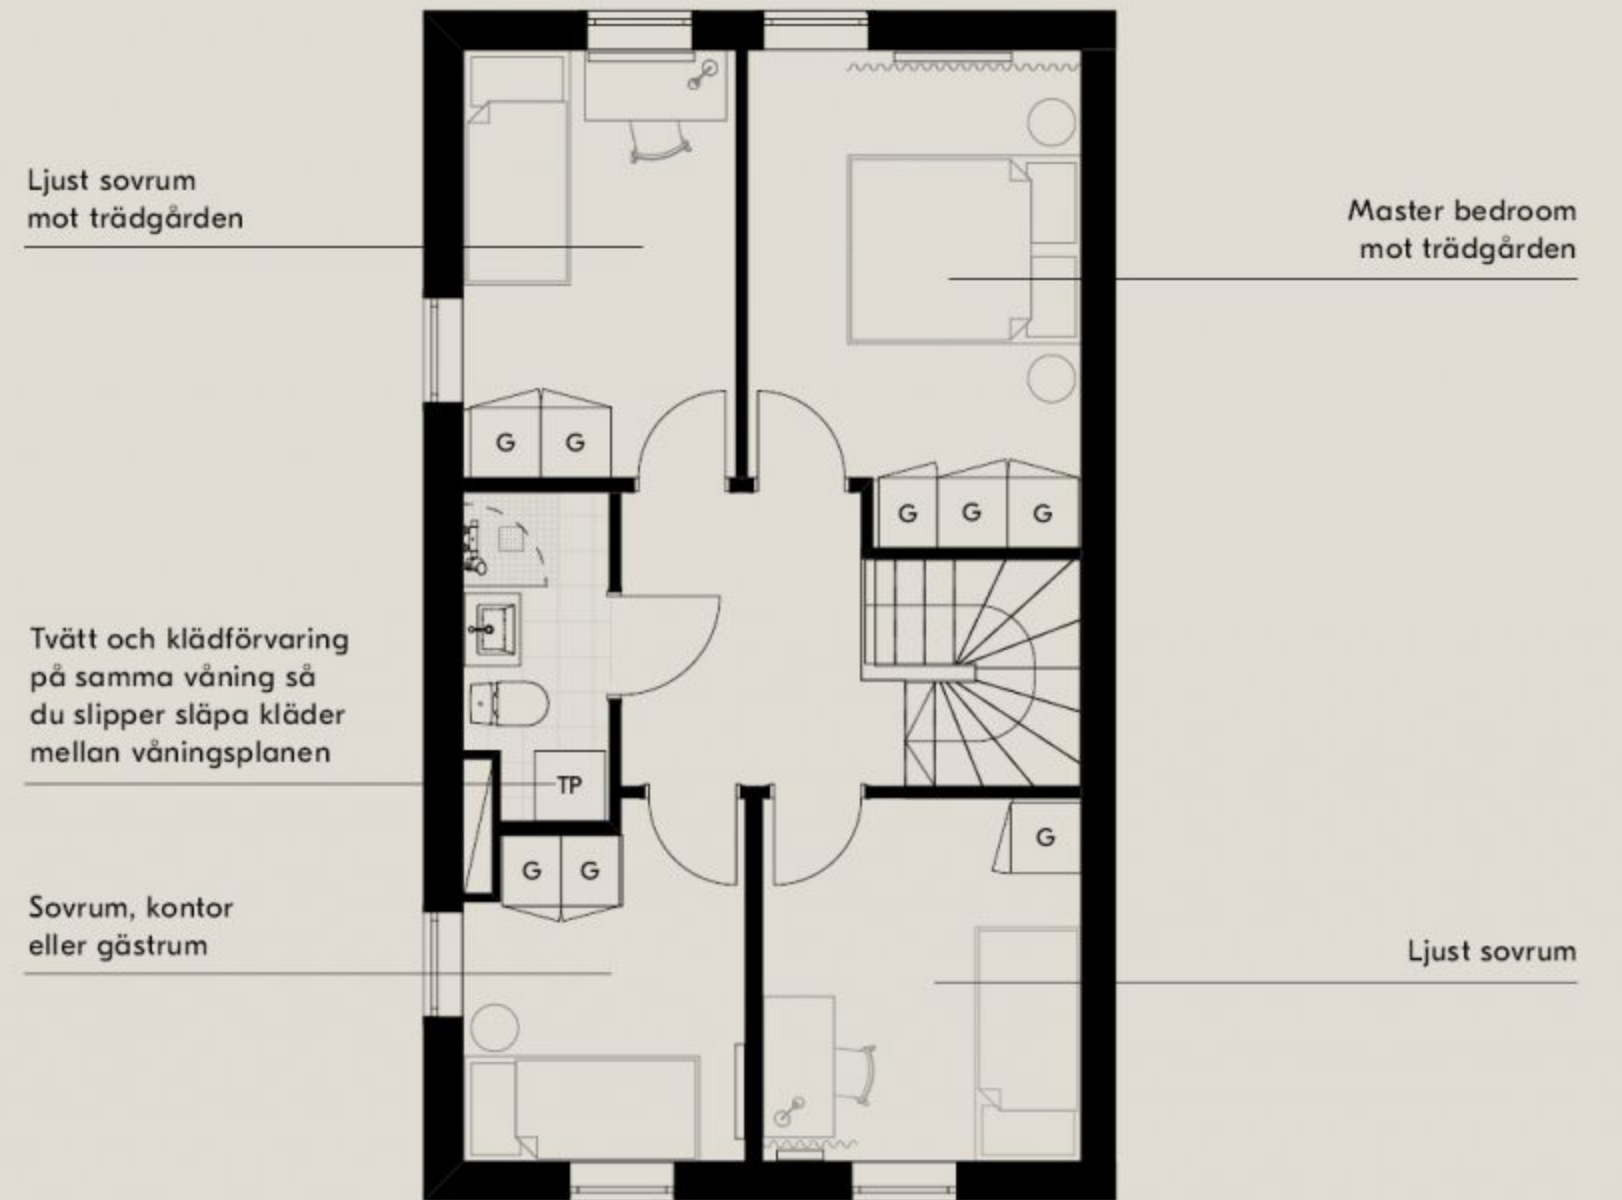 Ljust sovrum
mot trädgården
Master bedroom
mot trädgården
G G
G G G
Tvätt och klädförvaring
på samma våning så
du slipper släpa kläder
mellan våningsplanen
TP
G
G G
Sovrum, kontor
eller gästrum
Ljust sovrum